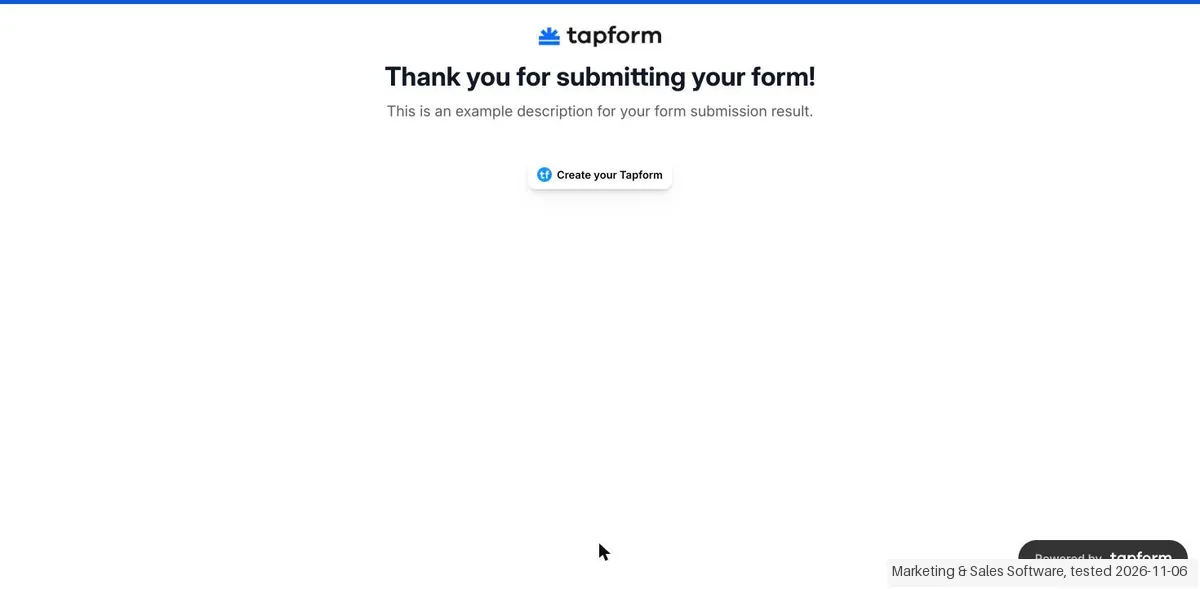 tapform
Thank you for submitting your form!
This is an example description for your form submission result.
tf Create your Tapform
Powered by tapform
Marketing & Sales Software, tested 2026-11-06